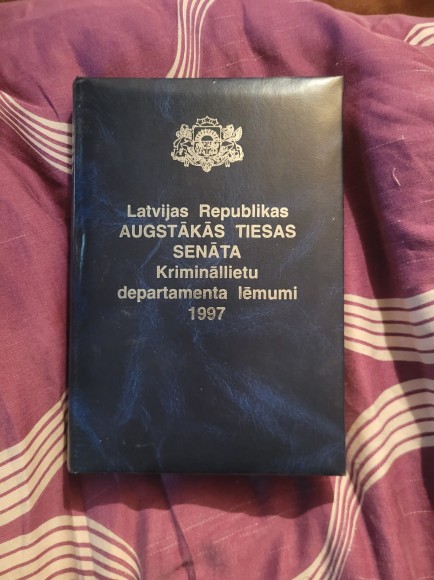 Latvijas Republikas
AUGSTĀKĀS TIESAS
SENĀTA
Krimināllietu
departamenta lēmumi
1997